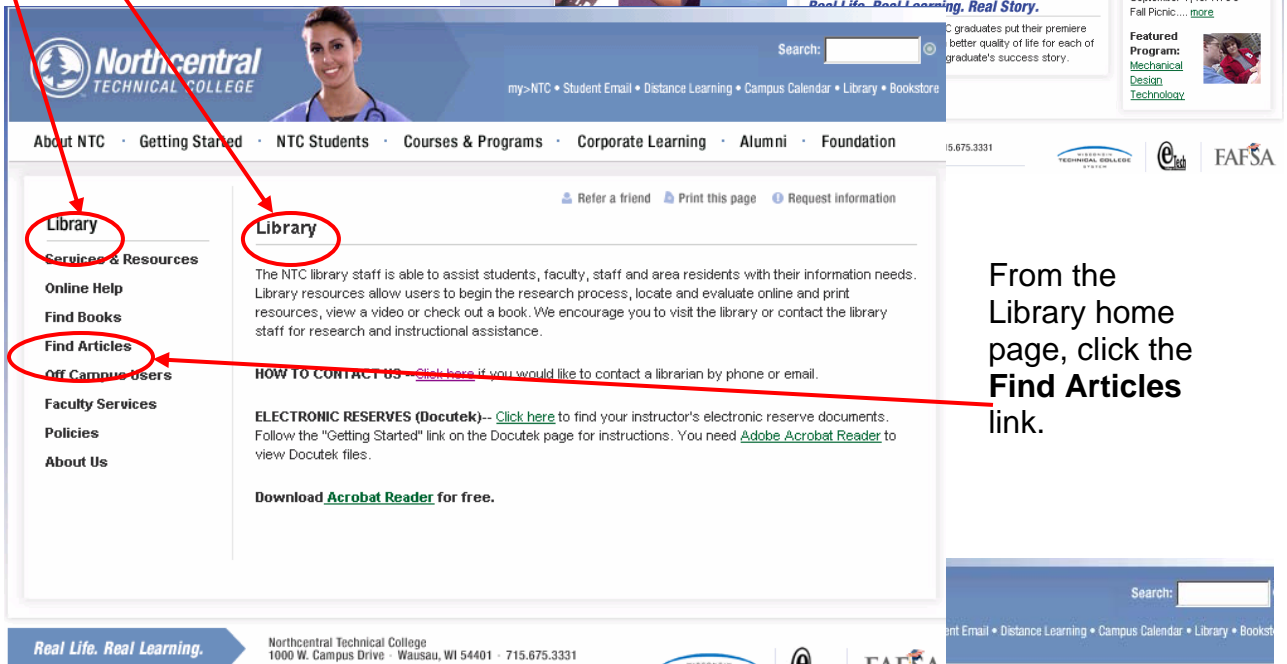 Real Life. Real Learning. Real Story.
graduates put their premiere
better quality of life for each of
graduate's success story.
Fall Picnic.... more
Featured
Program:
Mechanical
Design
Technology
Northcentral
TECHNICAL COLLEGE
Search:
my>NTC • Student Email • Distance Learning • Campus Calendar • Library • Bookstore
About NTC · Getting Started · NTC Students · Courses & Programs · Corporate Learning · Alumni · Foundation
15.675.3331
WISCONSIN
TECHNICAL COLLEGE
SYSTEM
eTech
FAFSA
Refer a friend Print this page Request information
Library
Services & Resources
Online Help
Find Books
Find Articles
Off Campus Users
Faculty Services
Policies
About Us
Library
The NTC library staff is able to assist students, faculty, staff and area residents with their information needs.
Library resources allow users to begin the research process, locate and evaluate online and print
resources, view a video or check out a book. We encourage you to visit the library or contact the library
staff for research and instructional assistance.
HOW TO CONTACT US -- Click here if you would like to contact a librarian by phone or email.
ELECTRONIC RESERVES (Docutek)-- Click here to find your instructor's electronic reserve documents.
Follow the "Getting Started" link on the Docutek page for instructions. You need Adobe Acrobat Reader to
view Docutek files.
Download Acrobat Reader for free.
From the
Library home
page, click the
Find Articles
link.
Search:
ent Email • Distance Learning • Campus Calendar • Library • Bookst
Real Life. Real Learning.
Northcentral Technical College
1000 W. Campus Drive · Wausau, WI 54401 · 715.675.3331
FAFSA